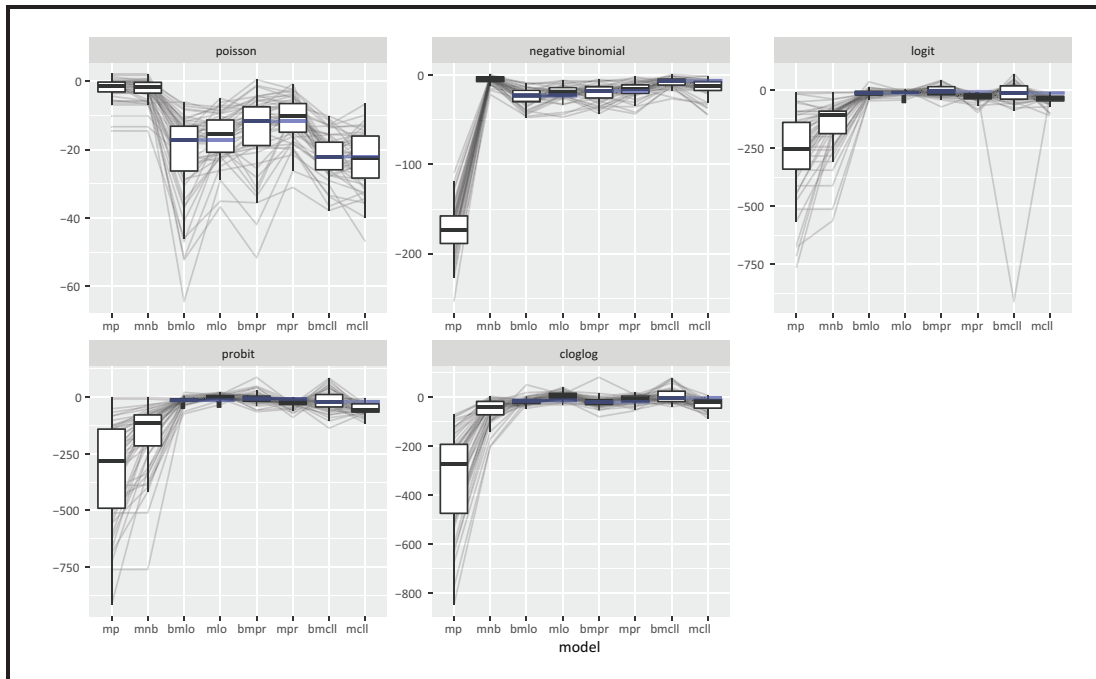 poisson
negative binomial
logit
0
−20
−40
−60
0
−100
−200
0
−250
−500
−750
mp mnb bmlo mlo bmpr mpr bmcll mcll
mp mnb bmlo mlo bmpr mpr bmcll mcll
mp mnb bmlo mlo bmpr mpr bmcll mcll
probit
cloglog
0
−250
−500
−750
0
−200
−400
−600
−800
mp mnb bmlo mlo bmpr mpr bmcll mcll
mp mnb bmlo mlo bmpr mpr bmcll mcll
model